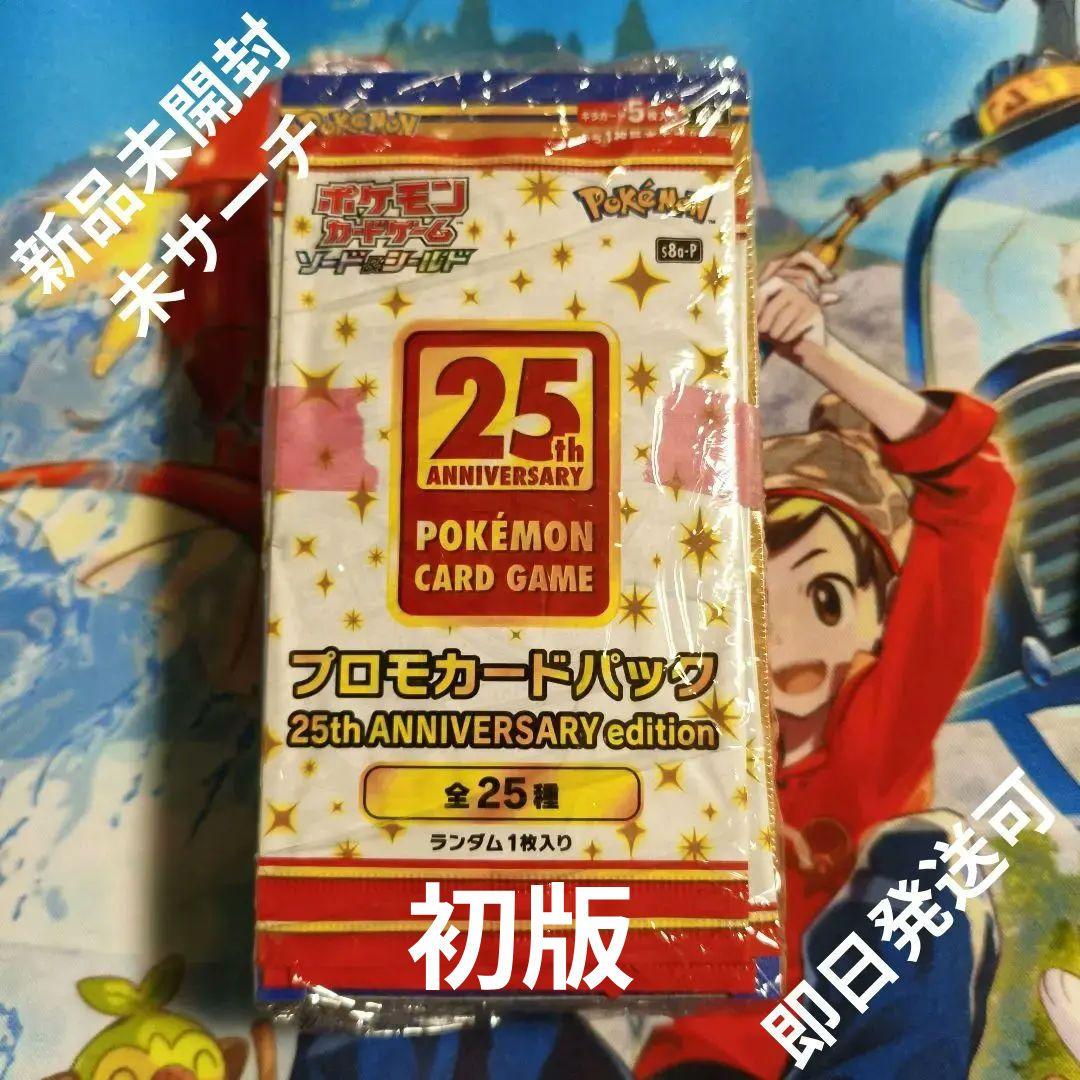 新品未開封
未サーチ
POKÉMON
キラカード5枚
ポケモン
カードゲーム
ソード&シールド
Pokémon
s8a-P
25th
ANNIVERSARY
POKÉMON
CARD GAME
プロモカードパック
25th ANNIVERSARY edition
全25種
ランダム1枚入り
初版
即日発送可